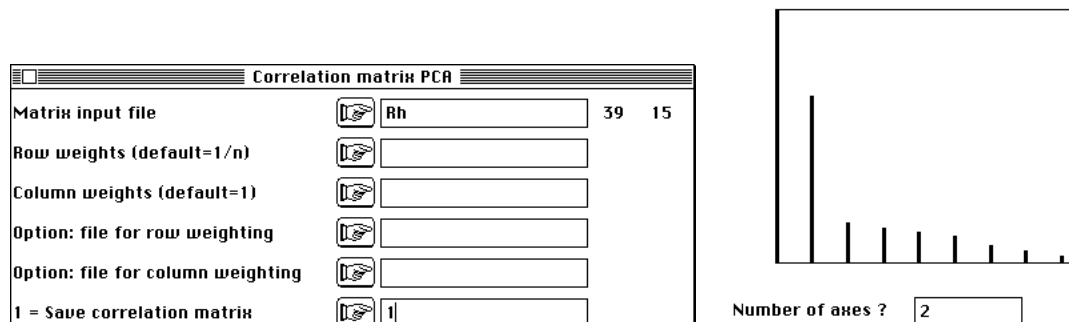 Correlation matrix PCA
Matrix input file Rh 39 15
Row weights (default=1/n)
Column weights (default=1)
Option: file for row weighting
Option: file for column weighting
1 = Save correlation matrix 1
Number of axes ? 2